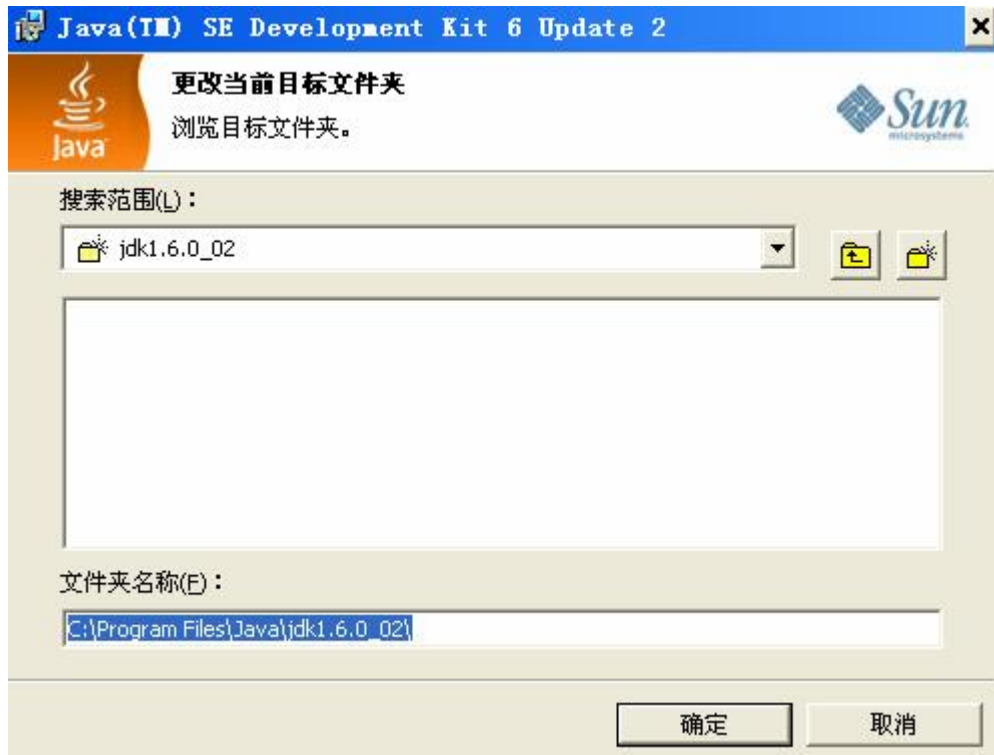 Java(TM) SE Development Kit 6 Update 2
更改当前目标文件夹
浏览目标文件夹。
Java
Sun
microsystems
搜索范围(L)：
jdk1.6.0_02
文件夹名称(F)：
C:\Program Files\Java\jdk1.6.0_02\
确定
取消